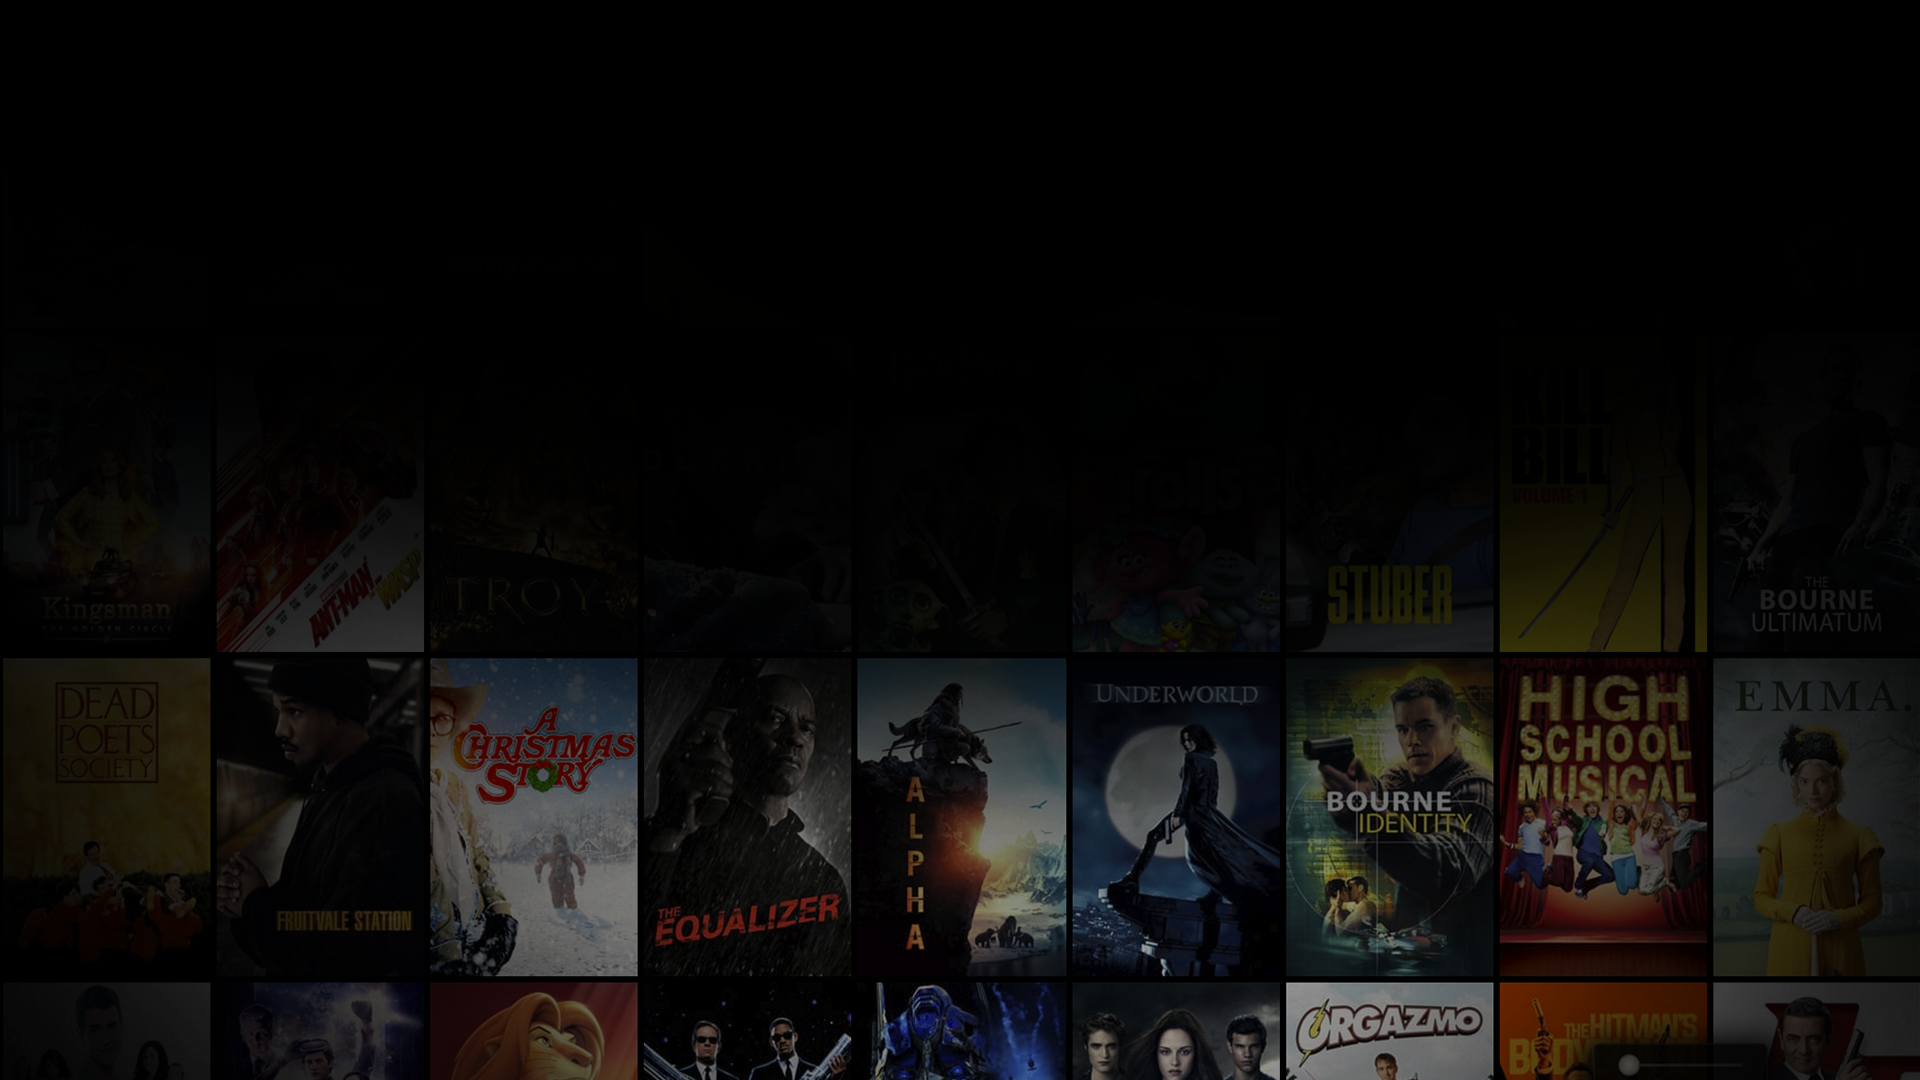 Kingsman
THE GOLDEN CIRCLE
ANT-MAN
AND THE
WASP
TROY
Trolls
STUBER
KILL
BILL
VOLUME 1
THE
BOURNE
ULTIMATUM
DEAD
POETS
SOCIETY
FRUITVALE STATION
A
CHRISTMAS
STORY
THE
EQUALIZER
ALPHA
UNDERWORLD
BOURNE
IDENTITY
HIGH
SCHOOL
MUSICAL
EMMA.
ORGAZMO
THE HITMAN'S